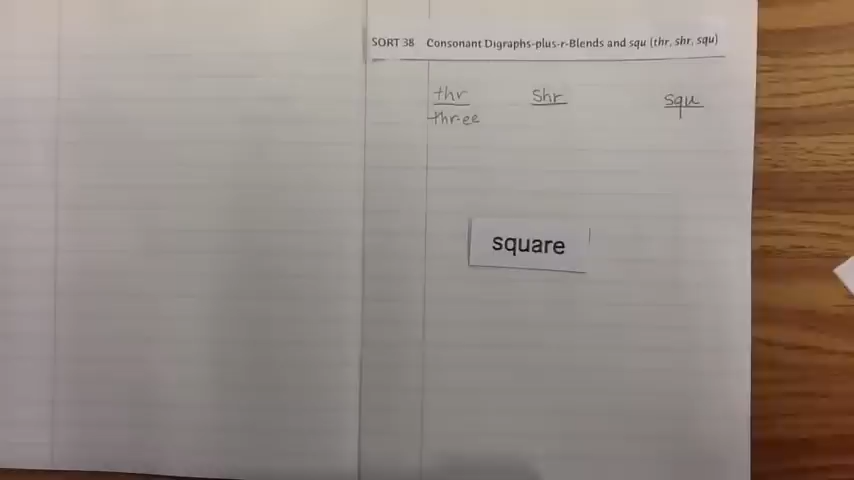 SORT 38 Consonant Digraphs-plus-r-Blends and squ (thr, shr, squ)
thr shr squ
three
square